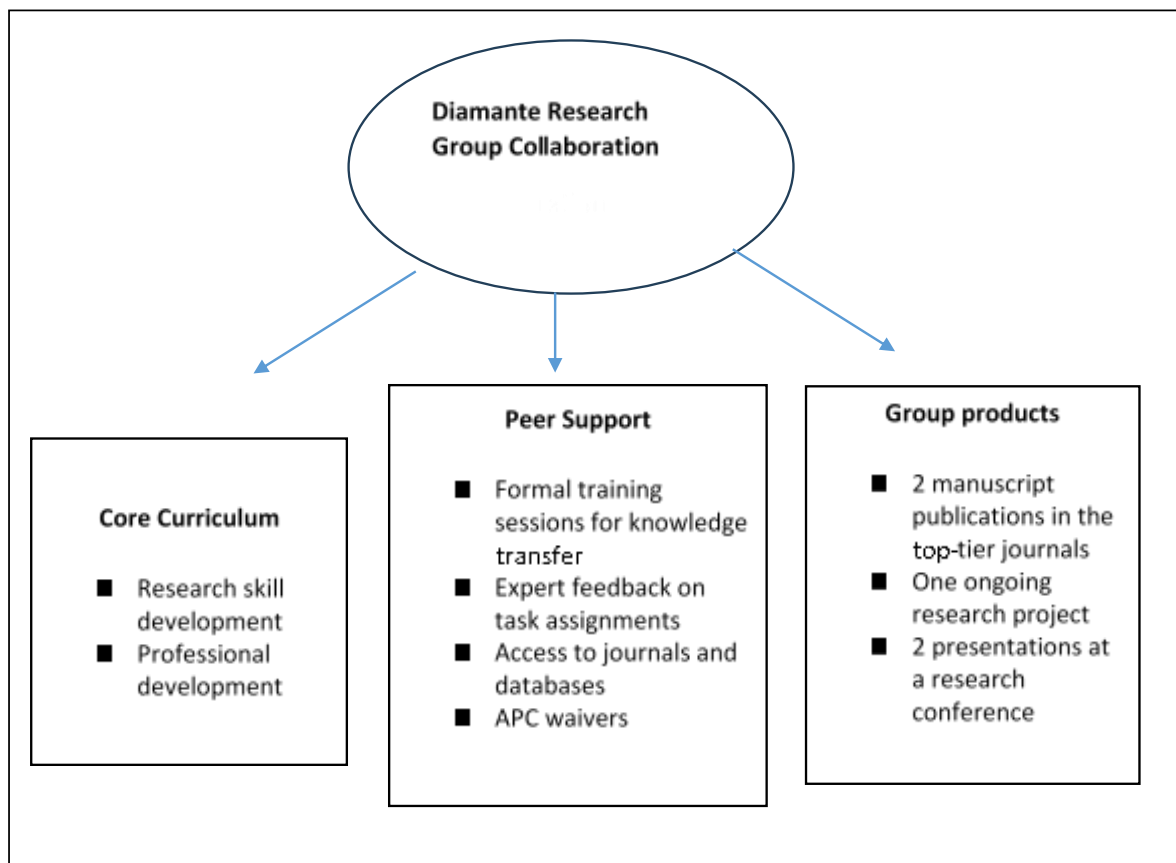 Diamante Research
Group Collaboration
Core Curriculum
■ Research skill
development
■ Professional
development
Peer Support
■ Formal training
sessions for knowledge
transfer
■ Expert feedback on
task assignments
■ Access to journals and
databases
■ APC waivers
Group products
■ 2 manuscript
publications in the
top-tier journals
■ One ongoing
research project
■ 2 presentations at
a research
conference